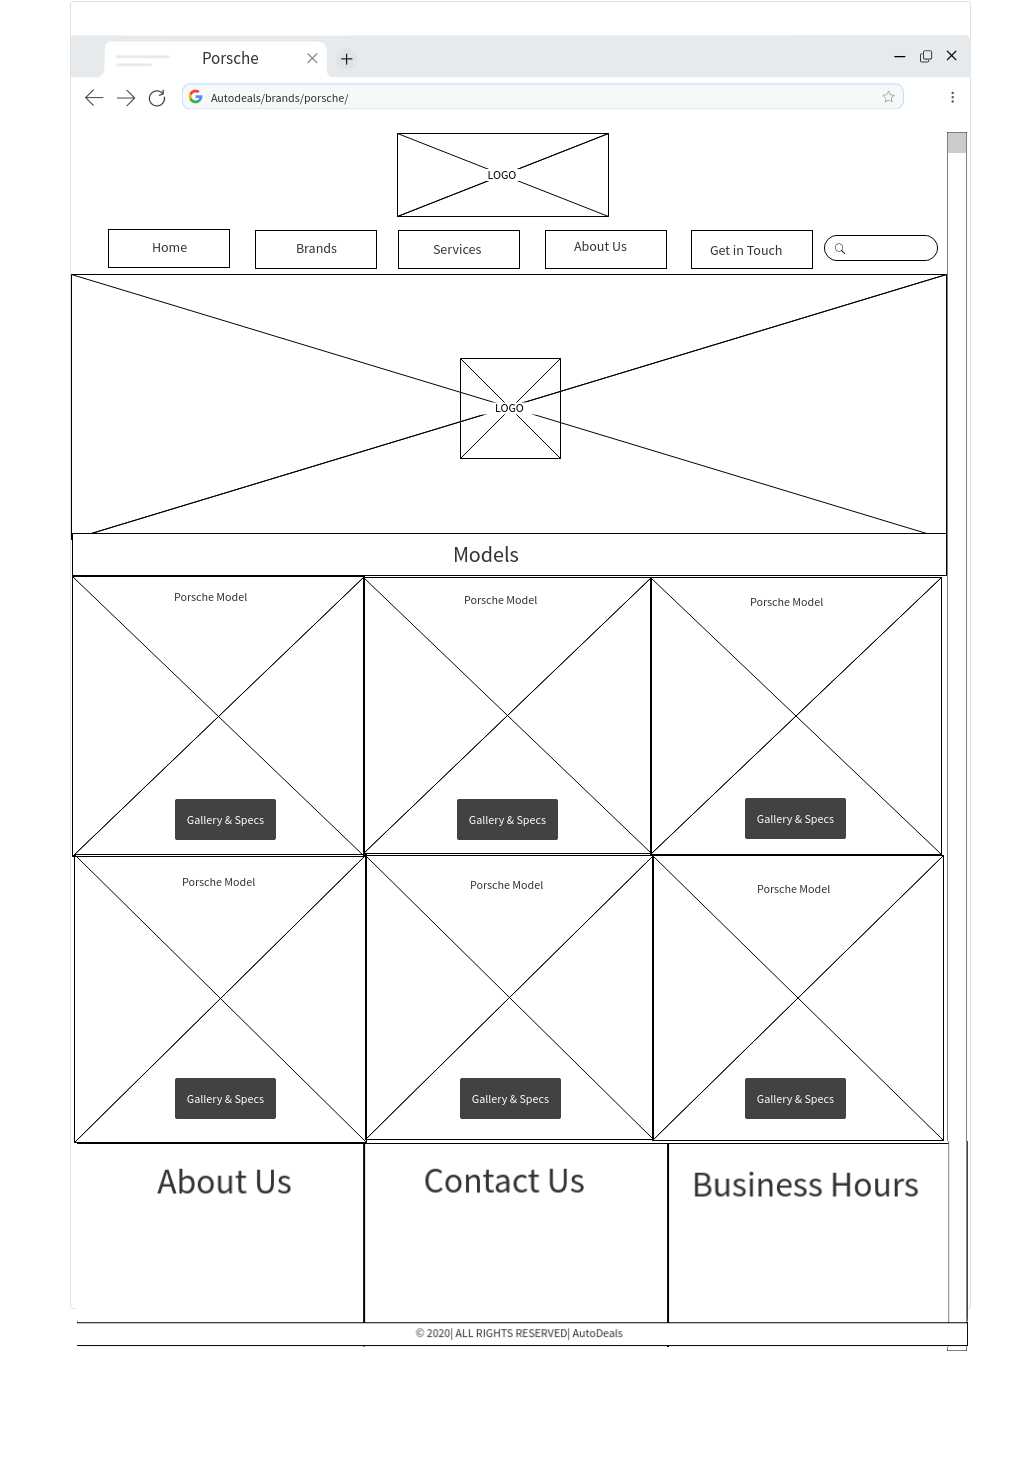 Porsche
Autodeals/brands/porsche/
LOGO
Home Brands Services About Us Get in Touch
LOGO
Models
Porsche Model Porsche Model Porsche Model
Gallery & Specs Gallery & Specs Gallery & Specs
Porsche Model Porsche Model Porsche Model
Gallery & Specs Gallery & Specs Gallery & Specs
About Us Contact Us Business Hours
© 2020| ALL RIGHTS RESERVED| AutoDeals